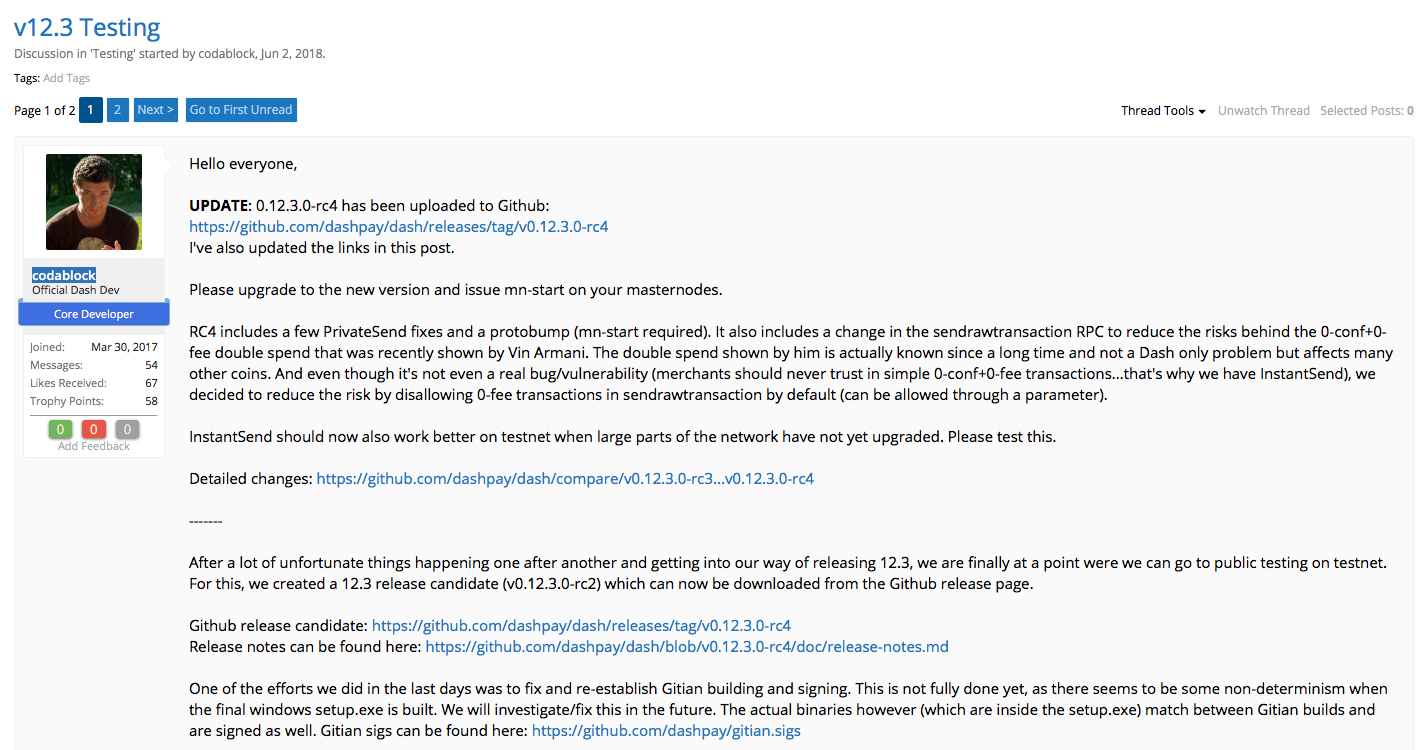 v12.3 Testing
Discussion in 'Testing' started by codablock, Jun 2, 2018.
Tags: Add Tags
Page 1 of 2 1 2 Next > Go to First Unread
Thread Tools Unwatch Thread Selected Posts: 0
codablock
Official Dash Dev
Core Developer
Joined: Mar 30, 2017
Messages: 54
Likes Received: 67
Trophy Points: 58
0 0 0
Add Feedback
Hello everyone,
UPDATE: 0.12.3.0-rc4 has been uploaded to Github:
https://github.com/dashpay/dash/releases/tag/v0.12.3.0-rc4
I've also updated the links in this post.
Please upgrade to the new version and issue mn-start on your masternodes.
RC4 includes a few PrivateSend fixes and a protobump (mn-start required). It also includes a change in the sendrawtransaction RPC to reduce the risks behind the 0-conf+0-
fee double spend that was recently shown by Vin Armani. The double spend shown by him is actually known since a long time and not a Dash only problem but affects many
other coins. And even though it's not even a real bug/vulnerability (merchants should never trust in simple 0-conf+0-fee transactions...that's why we have InstantSend), we
decided to reduce the risk by disallowing 0-fee transactions in sendrawtransaction by default (can be allowed through a parameter).
InstantSend should now also work better on testnet when large parts of the network have not yet upgraded. Please test this.
Detailed changes: https://github.com/dashpay/dash/compare/v0.12.3.0-rc3...v0.12.3.0-rc4
-------
After a lot of unfortunate things happening one after another and getting into our way of releasing 12.3, we are finally at a point were we can go to public testing on testnet.
For this, we created a 12.3 release candidate (v0.12.3.0-rc2) which can now be downloaded from the Github release page.
Github release candidate: https://github.com/dashpay/dash/releases/tag/v0.12.3.0-rc4
Release notes can be found here: https://github.com/dashpay/dash/blob/v0.12.3.0-rc4/doc/release-notes.md
One of the efforts we did in the last days was to fix and re-establish Gitian building and signing. This is not fully done yet, as there seems to be some non-determinism when
the final windows setup.exe is built. We will investigate/fix this in the future. The actual binaries however (which are inside the setup.exe) match between Gitian builds and
are signed as well. Gitian sigs can be found here: https://github.com/dashpay/gitian.sigs